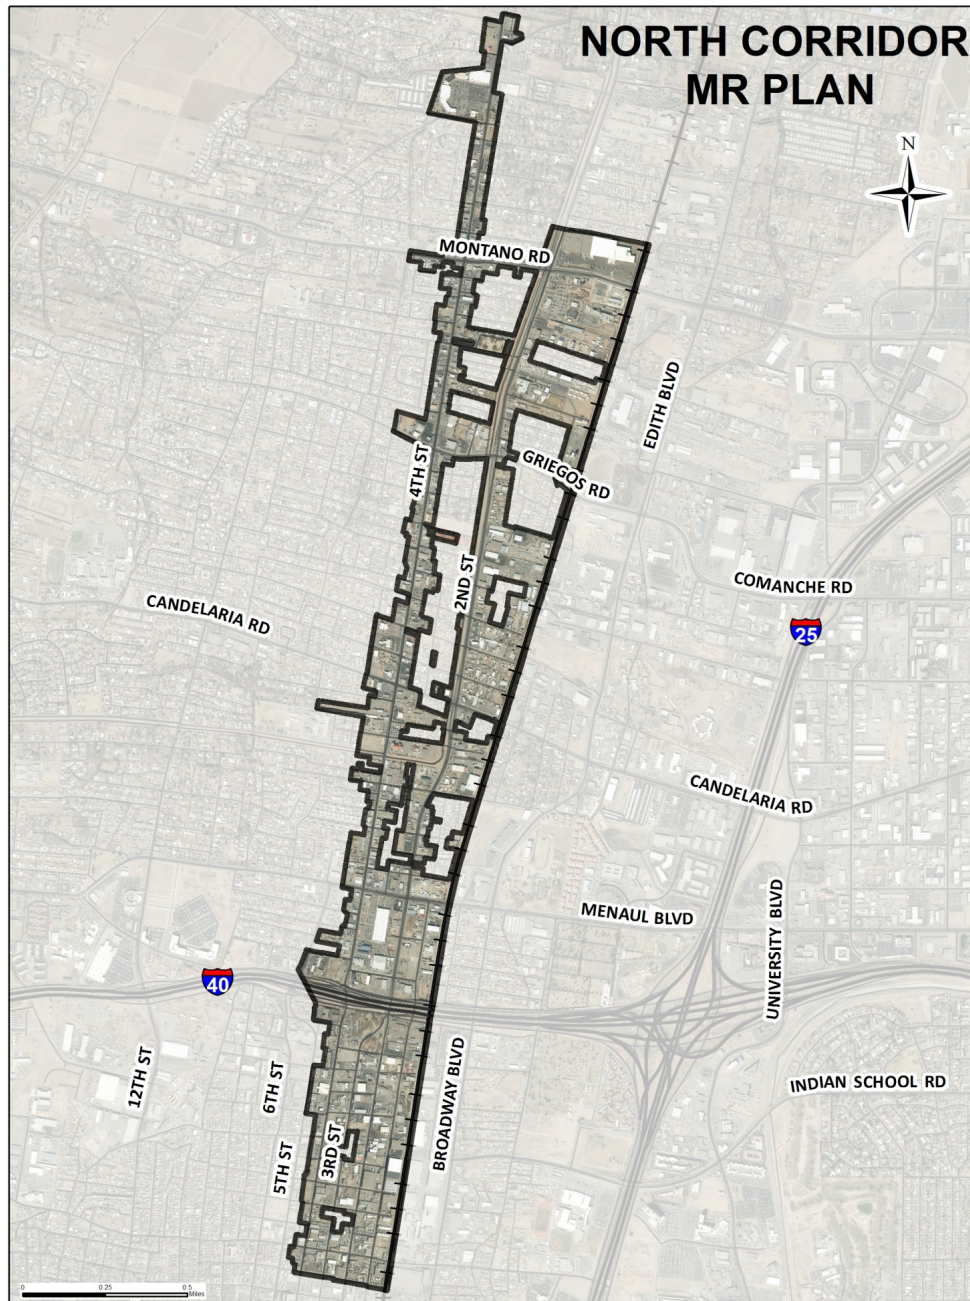 NORTH CORRIDOR
MR PLAN
N
MONTANO RD
EDITH BLVD
4TH ST
GRIEGOS RD
2ND ST
COMANCHE RD
CANDELARIA RD
25
CANDELARIA RD
MENAUL BLVD
UNIVERSITY BLVD
40
12TH ST
6TH ST
BROADWAY BLVD
INDIAN SCHOOL RD
5TH ST
3RD ST
0 0.25 0.5
Miles